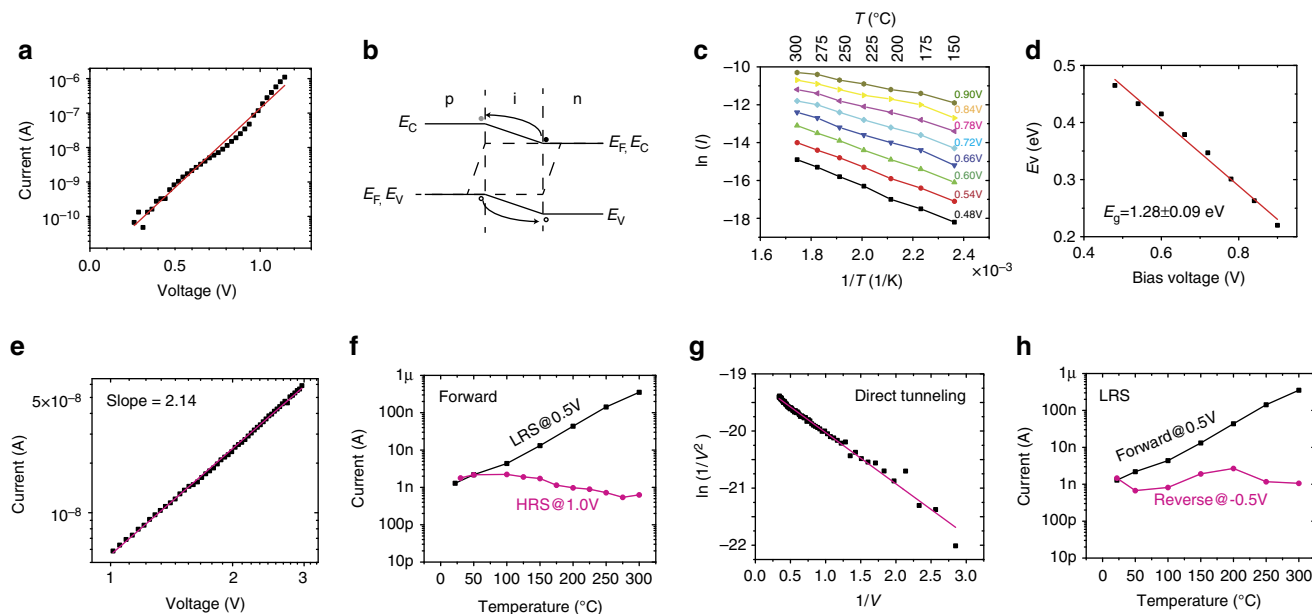 a
10⁻⁶
10⁻⁷
10⁻⁸
10⁻⁹
10⁻¹⁰
Current (A)
0.0 0.5 1.0
Voltage (V)
b
p i n
E_C
E_F, E_C
E_F, E_V
E_V
c
T (°C)
300 275 250 225 200 175 150
−10
−12
−14
−16
−18
ln (I)
0.90V
0.84V
0.78V
0.72V
0.66V
0.60V
0.54V
0.48V
1.6 1.8 2.0 2.2 2.4
×10⁻³
1/T (1/K)
d
0.5
0.4
0.3
0.2
Ev (eV)
E_g=1.28±0.09 eV
0.4 0.6 0.8 1.0
Bias voltage (V)
e
Slope = 2.14
5×10⁻⁸
10⁻⁸
Current (A)
1 2 3
Voltage (V)
f
1μ
100n
10n
1n
100p
10p
Current (A)
Forward
LRS@0.5V
HRS@1.0V
0 50 100 150 200 250 300
Temperature (°C)
g
−19
−20
−21
−22
ln (1/V²)
Direct tunneling
0.0 0.5 1.0 1.5 2.0 2.5 3.0
1/V
h
1μ
100n
10n
1n
100p
10p
Current (A)
LRS
Forward@0.5V
Reverse@-0.5V
0 50 100 150 200 250 300
Temperature (°C)